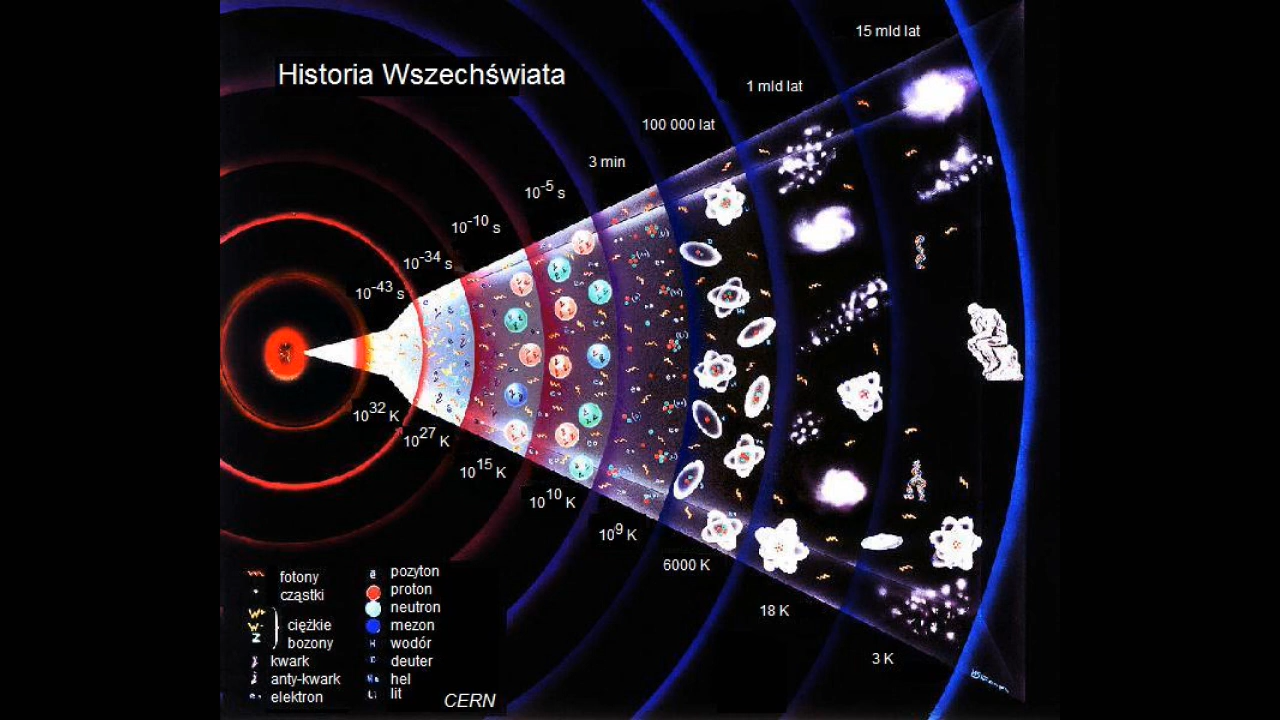 Historia Wszechświata
15 mld lat
1 mld lat
100 000 lat
3 min
10⁻⁵ s
10⁻¹⁰ s
10⁻³⁴ s
10⁻⁴³ s
10³² K
10²⁷ K
10¹⁵ K
10¹⁰ K
10⁹ K
6000 K
18 K
3 K
fotony
cząstki
W+
W-
Z
ciężkie
bozony
kwark
anty-kwark
elektron
pozyton
proton
neutron
mezon
wodór
deuter
hel
lit
CERN